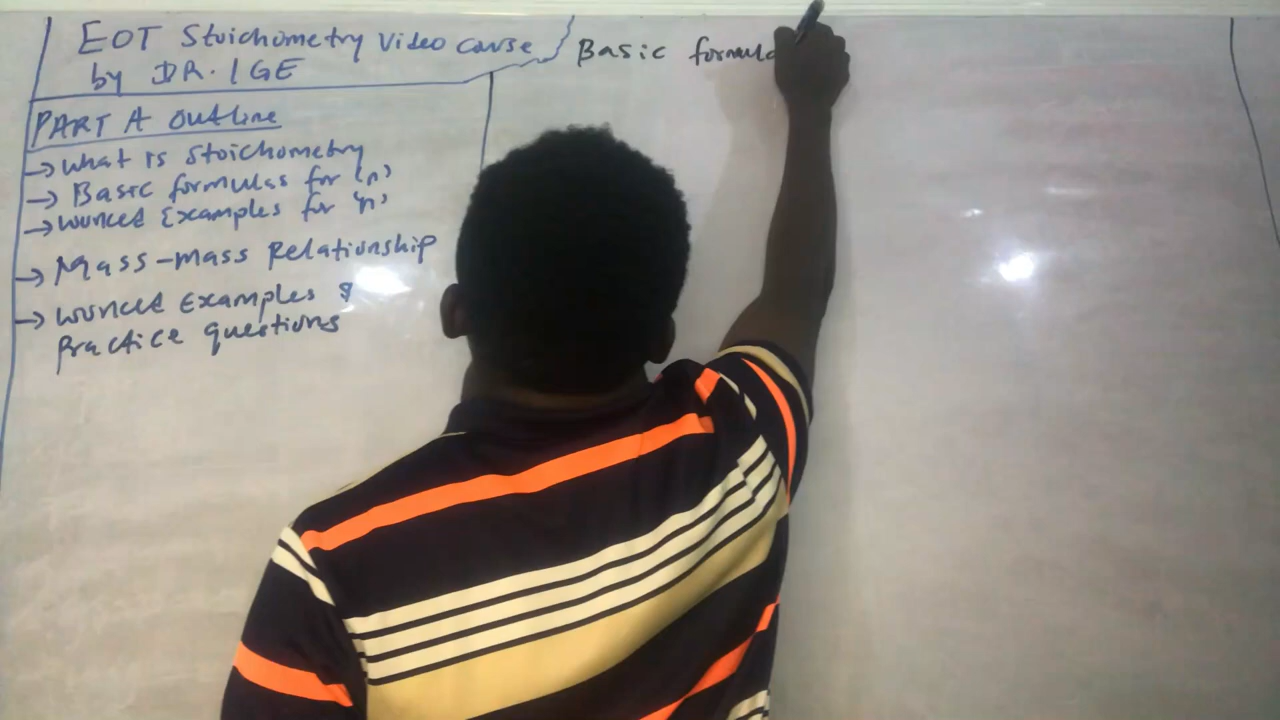 EOT Stoichometry Video course
by DR. IGE
PART A Outline
→ What is Stoichometry
→ Basic formulas for 'n'
→ Worked Examples for 'n'
→ Mass-mass Relationship
→ Worked Examples &
Practice questions
Basic formula